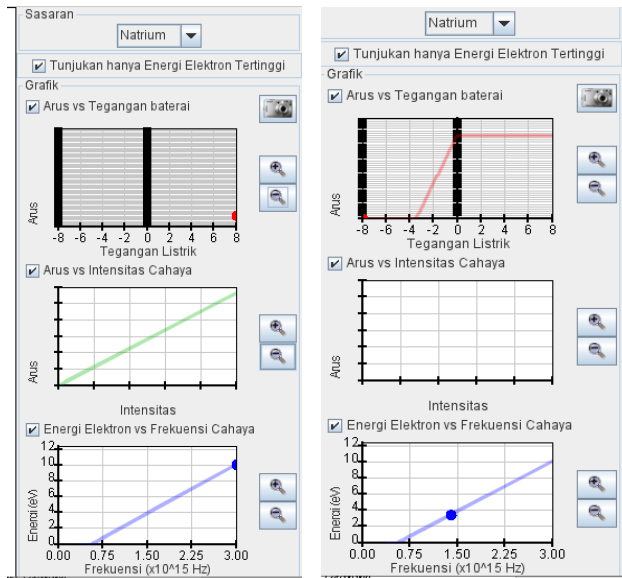 Sasaran
Natrium
Tunjukan hanya Energi Elektron Tertinggi
Grafik
Arus vs Tegangan baterai
Arus
-8 -6 -4 -2 0 2 4 6 8
Tegangan Listrik
Arus vs Intensitas Cahaya
Arus
Intensitas
Energi Elektron vs Frekuensi Cahaya
12
10
8
6
4
2
0
Energi (eV)
0.00 0.75 1.50 2.25 3.00
Frekuensi (x10^15 Hz)
Natrium
Tunjukan hanya Energi Elektron Tertinggi
Grafik
Arus vs Tegangan baterai
Arus
-8 -6 -4 -2 0 2 4 6 8
Tegangan Listrik
Arus vs Intensitas Cahaya
Arus
Intensitas
Energi Elektron vs Frekuensi Cahaya
12
10
8
6
4
2
0
Energi (eV)
0.00 0.75 1.50 2.25 3.00
Frekuensi (x10^15 Hz)